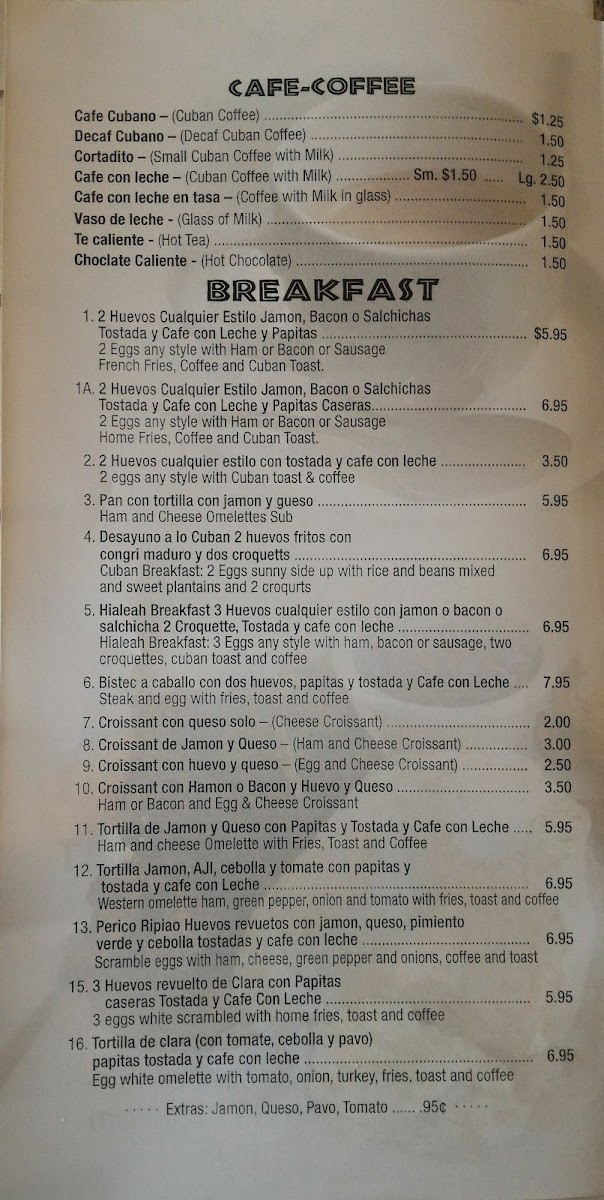 CAFE-COFFEE
Cafe Cubano – (Cuban Coffee) ........ $1.25
Decaf Cubano – (Decaf Cuban Coffee) ........ 1.50
Cortadito – (Small Cuban Coffee with Milk) ........ 1.25
Cafe con leche – (Cuban Coffee with Milk) ........ Sm. $1.50 ..... Lg. 2.50
Cafe con leche en tasa – (Coffee with Milk in glass) ........ 1.50
Vaso de leche - (Glass of Milk) ........ 1.50
Te caliente - (Hot Tea) ........ 1.50
Choclate Caliente - (Hot Chocolate) ........ 1.50
BREAKFAST
1. 2 Huevos Cualquier Estilo Jamon, Bacon o Salchichas
Tostada y Cafe con Leche y Papitas ........ $5.95
2 Eggs any style with Ham or Bacon or Sausage
French Fries, Coffee and Cuban Toast.
1A. 2 Huevos Cualquier Estilo Jamon, Bacon o Salchichas
Tostada y Cafe con Leche y Papitas Caseras........ 6.95
2 Eggs any style with Ham or Bacon or Sausage
Home Fries, Coffee and Cuban Toast.
2. 2 Huevos cualquier estilo con tostada y cafe con leche ........ 3.50
2 eggs any style with Cuban toast & coffee
3. Pan con tortilla con jamon y gueso ........ 5.95
Ham and Cheese Omelettes Sub
4. Desayuno a lo Cuban 2 huevos fritos con
congri maduro y dos croquetts ........ 6.95
Cuban Breakfast: 2 Eggs sunny side up with rice and beans mixed
and sweet plantains and 2 croqurts
5. Hialeah Breakfast 3 Huevos cualquier estilo con jamon o bacon o
salchicha 2 Croquette, Tostada y cafe con leche ........ 6.95
Hialeah Breakfast: 3 Eggs any style with ham, bacon or sausage, two
croquettes, cuban toast and coffee
6. Bistec a caballo con dos huevos, papitas y tostada y Cafe con Leche .... 7.95
Steak and egg with fries, toast and coffee
7. Croissant con queso solo – (Cheese Croissant) ........ 2.00
8. Croissant de Jamon y Queso – (Ham and Cheese Croissant) ........ 3.00
9. Croissant con huevo y queso – (Egg and Cheese Croissant) ........ 2.50
10. Croissant con Hamon o Bacon y Huevo y Queso ........ 3.50
Ham or Bacon and Egg & Cheese Croissant
11. Tortilla de Jamon y Queso con Papitas y Tostada y Cafe con Leche ..... 5.95
Ham and cheese Omelette with Fries, Toast and Coffee
12. Tortilla Jamon, AJI, cebolla y tomate con papitas y
tostada y cafe con Leche ........ 6.95
Western omelette ham, green pepper, onion and tomato with fries, toast and coffee
13. Perico Ripiao Huevos revuetos con jamon, queso, pimiento
verde y cebolla tostadas y cafe con leche ........ 6.95
Scramble eggs with ham, cheese, green pepper and onions, coffee and toast
15. 3 Huevos revuelto de Clara con Papitas
caseras Tostada y Cafe Con Leche ........ 5.95
3 eggs white scrambled with home fries, toast and coffee
16. Tortilla de clara (con tomate, cebolla y pavo)
papitas tostada y cafe con leche ........ 6.95
Egg white omelette with tomato, onion, turkey, fries, toast and coffee
····· Extras: Jamon, Queso, Pavo, Tomato ...... .95¢ ·····